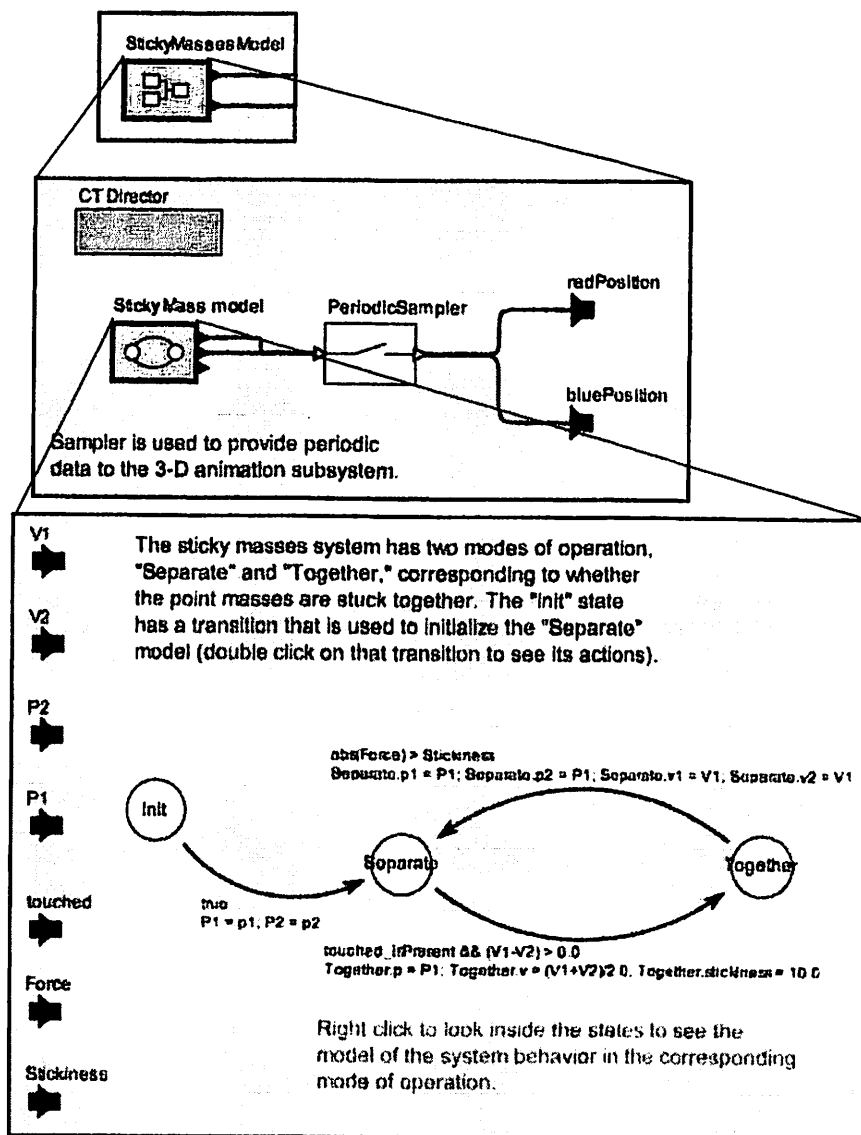 StickyMassesModel
CT Director
StickyMass model
PeriodicSampler
redPosition
bluePosition
Sampler is used to provide periodic
data to the 3-D animation subsystem.
V1
The sticky masses system has two modes of operation,
"Separate" and "Together," corresponding to whether
the point masses are stuck together. The "Init" state
has a transition that is used to initialize the "Separate"
model (double click on that transition to see its actions).
V2
P2
abs(Force) > Stickiness
Separate.p1 = P1; Separate.p2 = P1; Separate.v1 = V1; Separate.v2 = V1
P1
Init
Separate
Together
true
P1 = p1; P2 = p2
touched
touched_isPresent && (V1-V2) > 0.0
Together.p = P1; Together.v = (V1+V2)/2.0; Together.stickiness = 10.0
Force
Right click to look inside the states to see the
model of the system behavior in the corresponding
mode of operation.
Stickiness